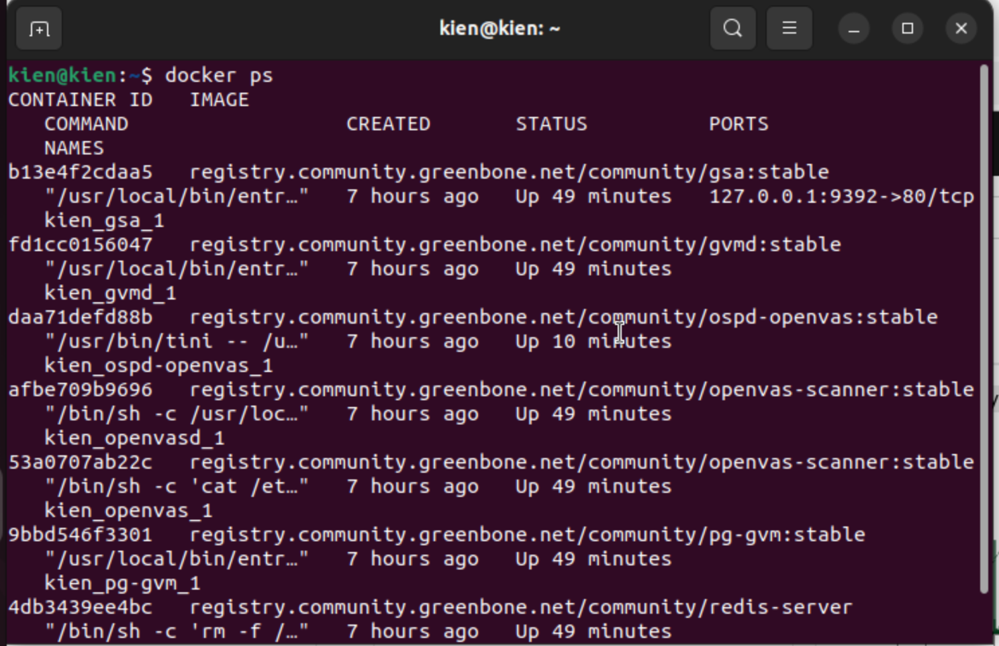 kien@kien: ~
kien@kien:~$ docker ps
CONTAINER ID   IMAGE
   COMMAND                  CREATED       STATUS          PORTS
   NAMES
b13e4f2cdaa5   registry.community.greenbone.net/community/gsa:stable
   "/usr/local/bin/entr…"   7 hours ago   Up 49 minutes   127.0.0.1:9392->80/tcp
   kien_gsa_1
fd1cc0156047   registry.community.greenbone.net/community/gvmd:stable
   "/usr/local/bin/entr…"   7 hours ago   Up 49 minutes
   kien_gvmd_1
daa71defd88b   registry.community.greenbone.net/community/ospd-openvas:stable
   "/usr/bin/tini -- /u…"   7 hours ago   Up 10 minutes
   kien_ospd-openvas_1
afbe709b9696   registry.community.greenbone.net/community/openvas-scanner:stable
   "/bin/sh -c /usr/loc…"   7 hours ago   Up 49 minutes
   kien_openvasd_1
53a0707ab22c   registry.community.greenbone.net/community/openvas-scanner:stable
   "/bin/sh -c 'cat /et…"   7 hours ago   Up 49 minutes
   kien_openvas_1
9bbd546f3301   registry.community.greenbone.net/community/pg-gvm:stable
   "/usr/local/bin/entr…"   7 hours ago   Up 49 minutes
   kien_pg-gvm_1
4db3439ee4bc   registry.community.greenbone.net/community/redis-server
   "/bin/sh -c 'rm -f /…"   7 hours ago   Up 49 minutes